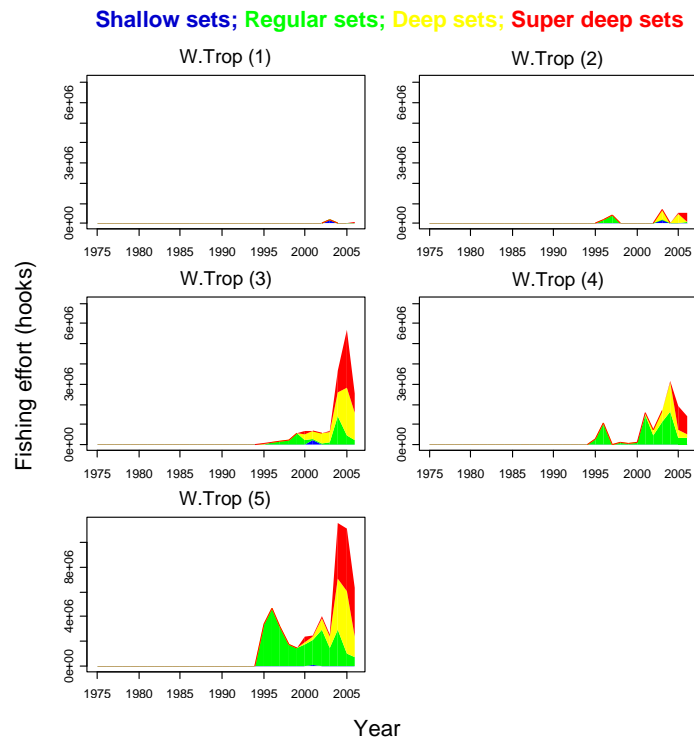 Shallow sets; Regular sets; Deep sets; Super deep sets
W.Trop (1)
W.Trop (2)
0e+00 3e+06 6e+06
0e+00 3e+06 6e+06
1975 1980 1985 1990 1995 2000 2005
1975 1980 1985 1990 1995 2000 2005
W.Trop (3)
W.Trop (4)
Fishing effort (hooks)
0e+00 3e+06 6e+06
0e+00 3e+06 6e+06
1975 1980 1985 1990 1995 2000 2005
1975 1980 1985 1990 1995 2000 2005
W.Trop (5)
0e+00 4e+06 8e+06
1975 1980 1985 1990 1995 2000 2005
Year